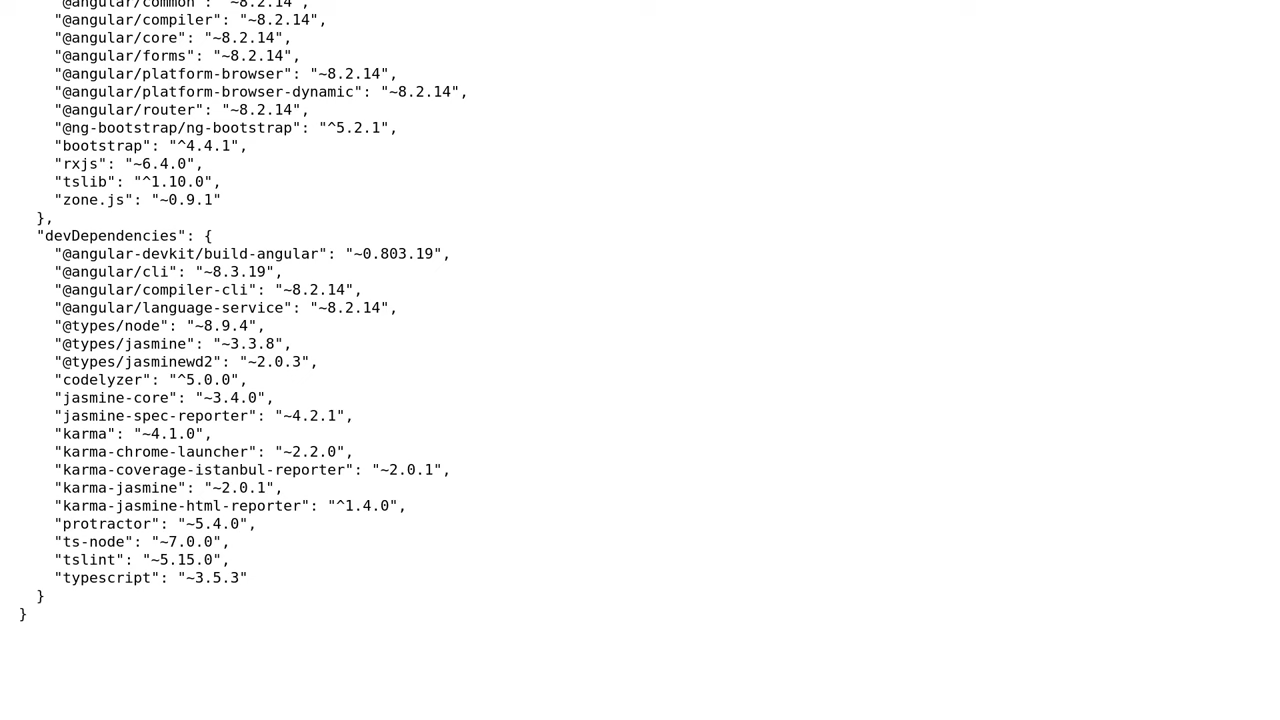 "@angular/common": "~8.2.14",
"@angular/compiler": "~8.2.14",
"@angular/core": "~8.2.14",
"@angular/forms": "~8.2.14",
"@angular/platform-browser": "~8.2.14",
"@angular/platform-browser-dynamic": "~8.2.14",
"@angular/router": "~8.2.14",
"@ng-bootstrap/ng-bootstrap": "^5.2.1",
"bootstrap": "^4.4.1",
"rxjs": "~6.4.0",
"tslib": "^1.10.0",
"zone.js": "~0.9.1"
},
"devDependencies": {
"@angular-devkit/build-angular": "~0.803.19",
"@angular/cli": "~8.3.19",
"@angular/compiler-cli": "~8.2.14",
"@angular/language-service": "~8.2.14",
"@types/node": "~8.9.4",
"@types/jasmine": "~3.3.8",
"@types/jasminewd2": "~2.0.3",
"codelyzer": "^5.0.0",
"jasmine-core": "~3.4.0",
"jasmine-spec-reporter": "~4.2.1",
"karma": "~4.1.0",
"karma-chrome-launcher": "~2.2.0",
"karma-coverage-istanbul-reporter": "~2.0.1",
"karma-jasmine": "~2.0.1",
"karma-jasmine-html-reporter": "^1.4.0",
"protractor": "~5.4.0",
"ts-node": "~7.0.0",
"tslint": "~5.15.0",
"typescript": "~3.5.3"
}
}